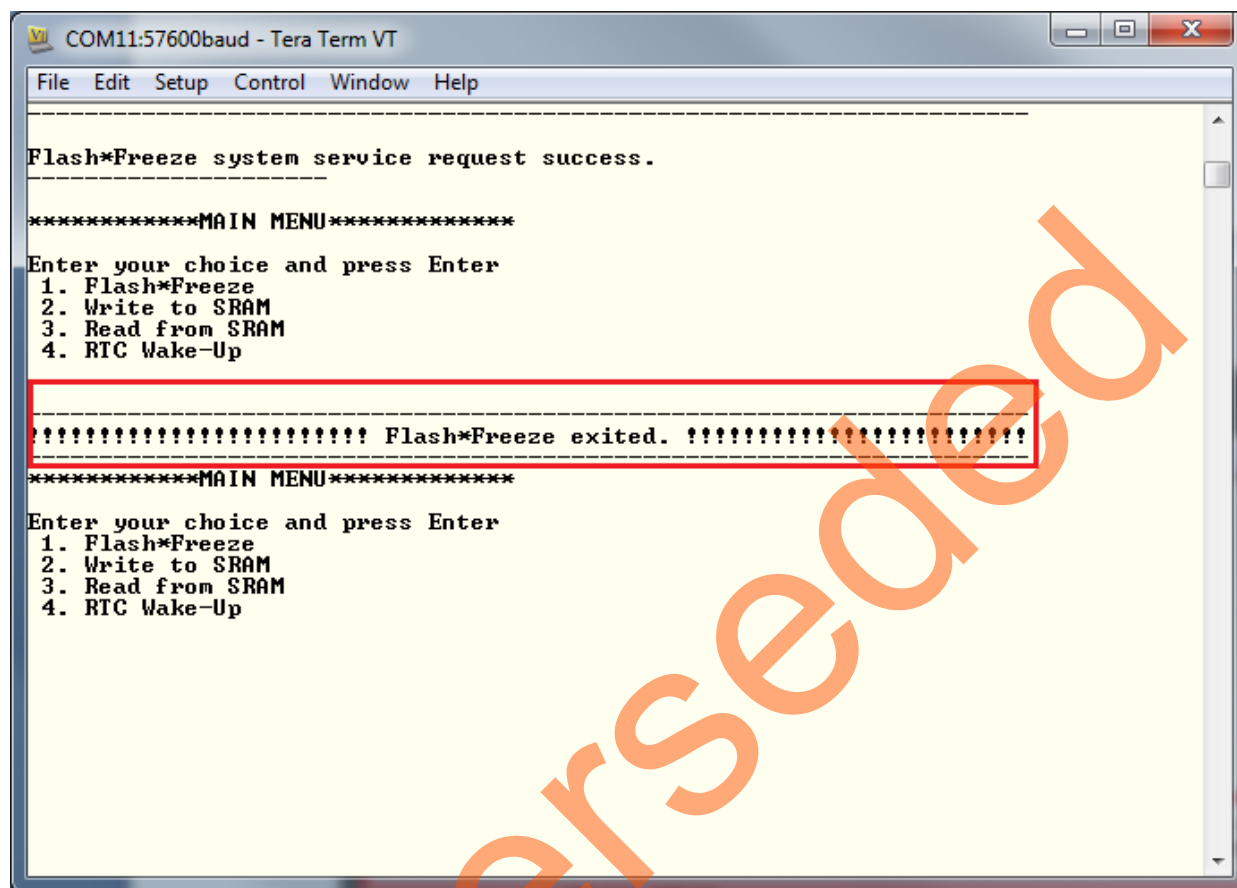 COM11:57600baud - Tera Term VT
File Edit Setup Control Window Help
----------------------------------------------------------------------
Flash*Freeze system service request success.
---------------------
************MAIN MENU*************
Enter your choice and press Enter
1. Flash*Freeze
2. Write to SRAM
3. Read from SRAM
4. RTC Wake-Up
----------------------------------------------------------------------
!!!!!!!!!!!!!!!!!!!!!!!! Flash*Freeze exited. !!!!!!!!!!!!!!!!!!!!!!!!
----------------------------------------------------------------------
************MAIN MENU*************
Enter your choice and press Enter
1. Flash*Freeze
2. Write to SRAM
3. Read from SRAM
4. RTC Wake-Up
erseded